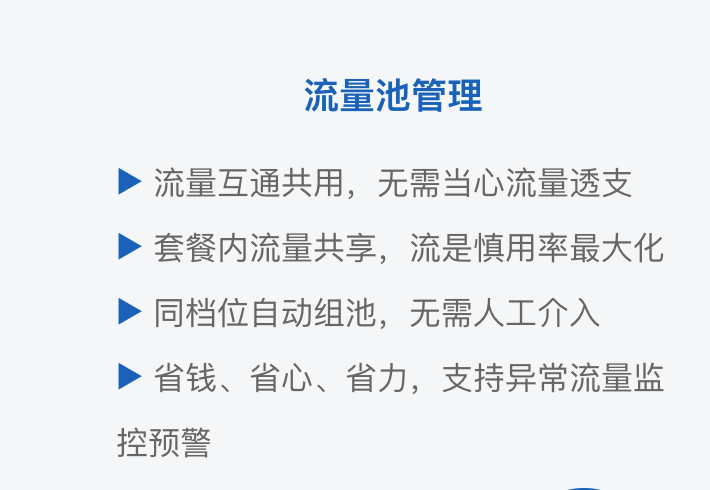 流量池管理
▶ 流量互通共用，无需当心流量透支
▶ 套餐内流量共享，流是慎用率最大化
▶ 同档位自动组池，无需人工介入
▶ 省钱、省心、省力，支持异常流量监
控预警